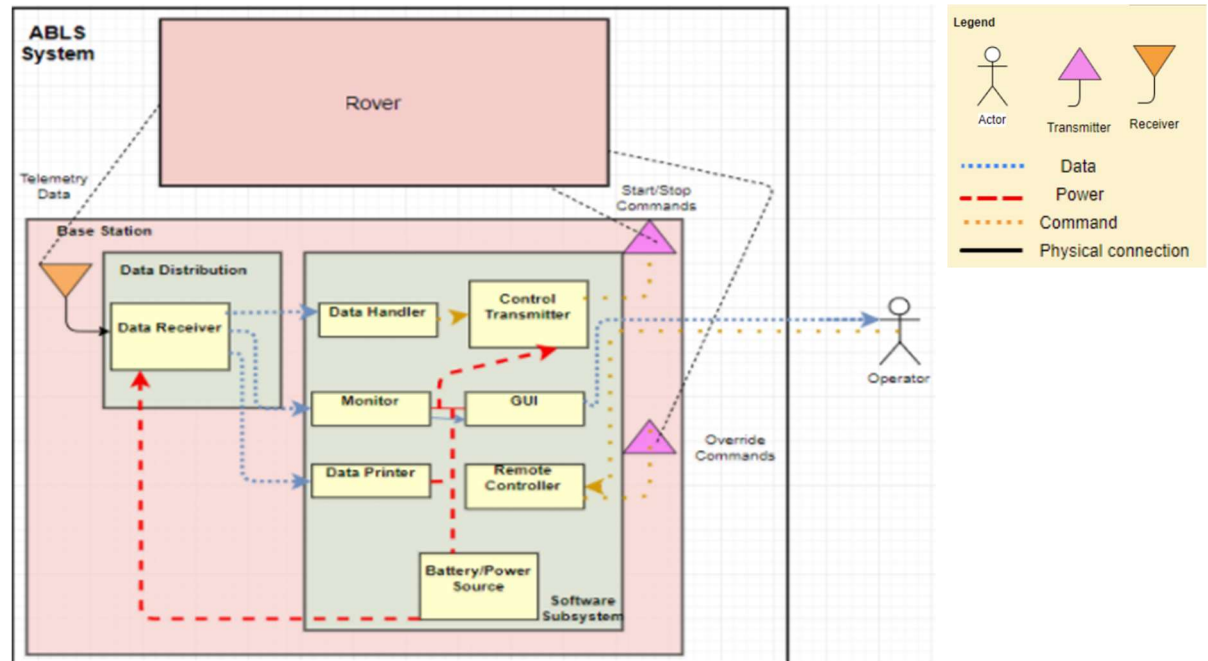 ABLS
System
Rover
Telemetry
Data
Start/Stop
Commands
Base Station
Data Distribution
Data Receiver
Data Handler
Control
Transmitter
Monitor
GUI
Data Printer
Remote
Controller
Override
Commands
Battery/Power
Source
Software
Subsystem
Operator
Legend
Actor
Transmitter
Receiver
Data
Power
Command
Physical connection